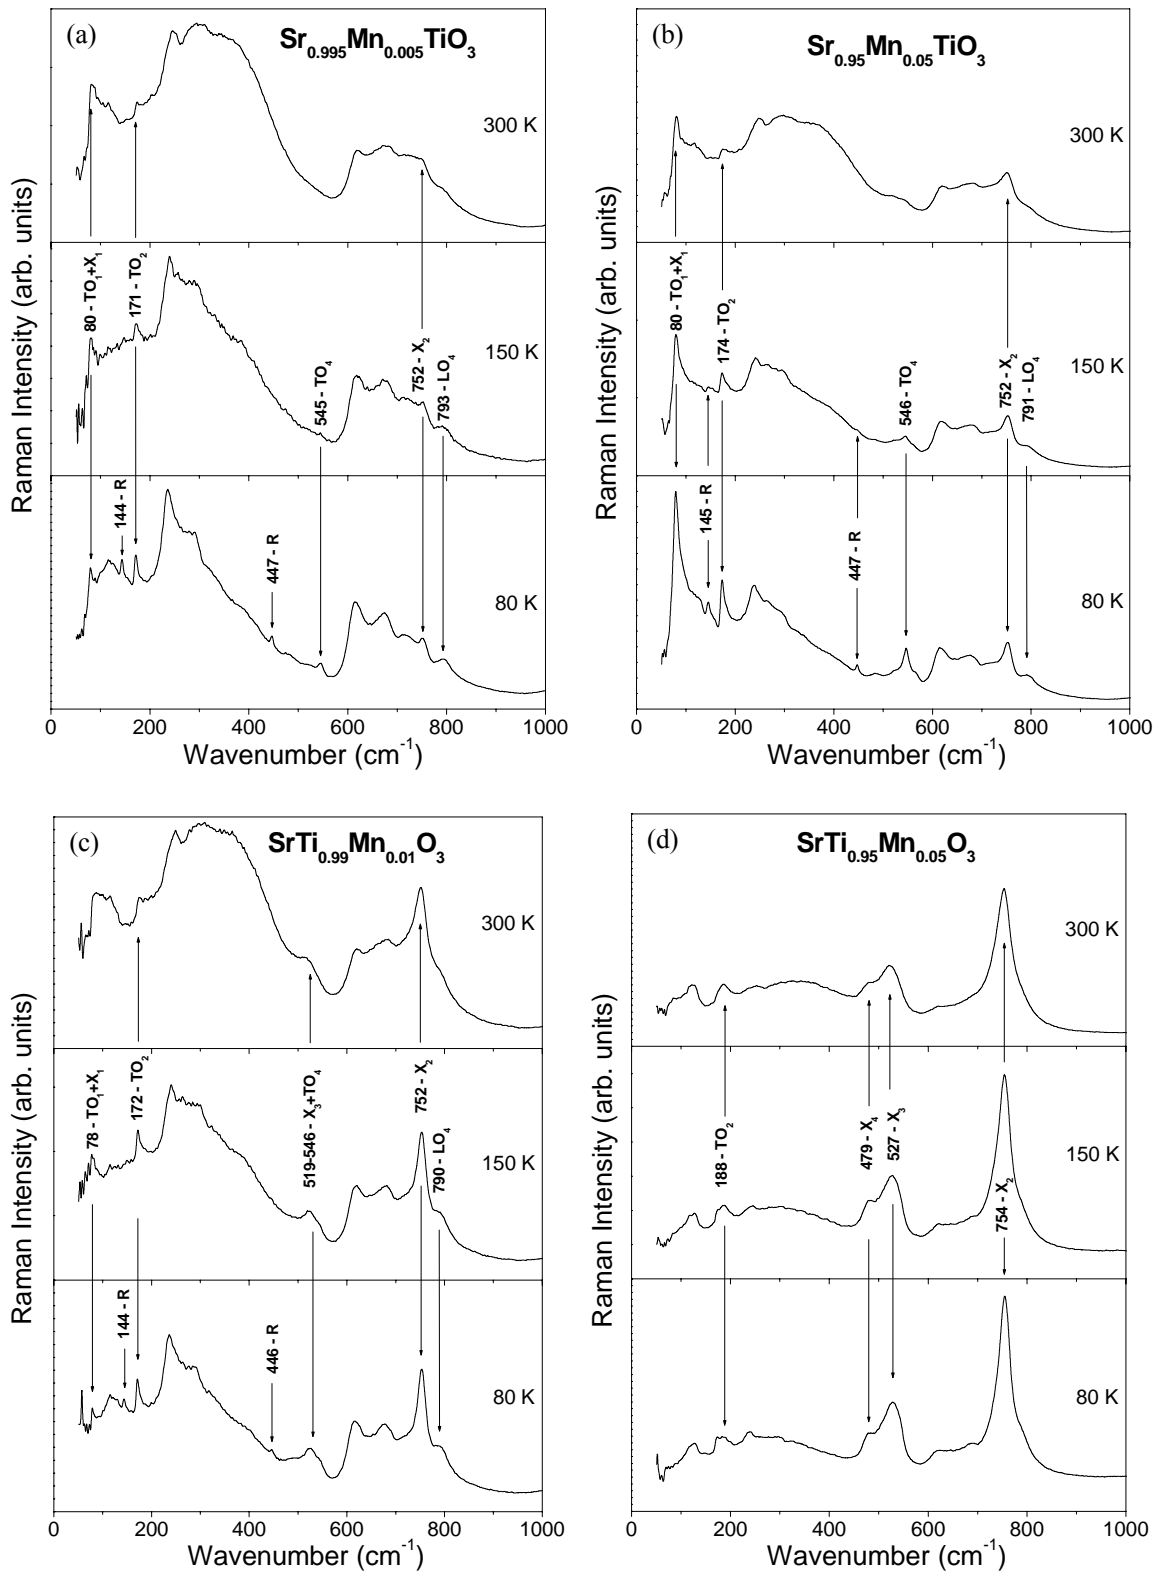 (a)
Sr0.995Mn0.005TiO3
300 K
150 K
80 K
80 - TO1+X1
171 - TO2
545 - TO4
752 - X2
793 - LO4
144 - R
447 - R
Raman Intensity (arb. units)
0 200 400 600 800 1000
Wavenumber (cm-1)
(b)
Sr0.95Mn0.05TiO3
300 K
150 K
80 K
80 - TO1+X1
174 - TO2
546 - TO4
752 - X2
791 - LO4
145 - R
447 - R
Raman Intensity (arb. units)
0 200 400 600 800 1000
Wavenumber (cm-1)
(c)
SrTi0.99Mn0.01O3
300 K
150 K
80 K
78 - TO1+X1
172 - TO2
519-546 - X3+TO4
752 - X2
790 - LO4
144 - R
446 - R
Raman Intensity (arb. units)
0 200 400 600 800 1000
Wavenumber (cm-1)
(d)
SrTi0.95Mn0.05O3
300 K
150 K
80 K
188 - TO2
479 - X4
527 - X3
754 - X2
Raman Intensity (arb. units)
0 200 400 600 800 1000
Wavenumber (cm-1)